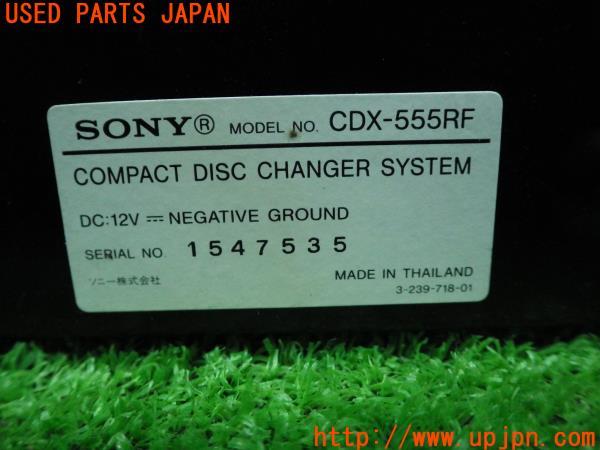 USED PARTS JAPAN
SONY® MODEL NO. CDX-555RF
COMPACT DISC CHANGER SYSTEM
DC:12V ⎓ NEGATIVE GROUND
SERIAL NO. 1547535
ソニー株式会社
MADE IN THAILAND
3-239-718-01
http://www.upjpn.com/